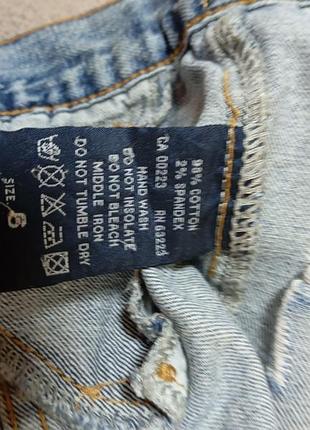 98% COTTON
2% SPANDEX
CA 00223 RN 63223
HAND WASH
DO NOT INSOLATE
DO NOT BLEACH
MIDDLE IRON
DO NOT TUMBLE DRY
SIZE 6